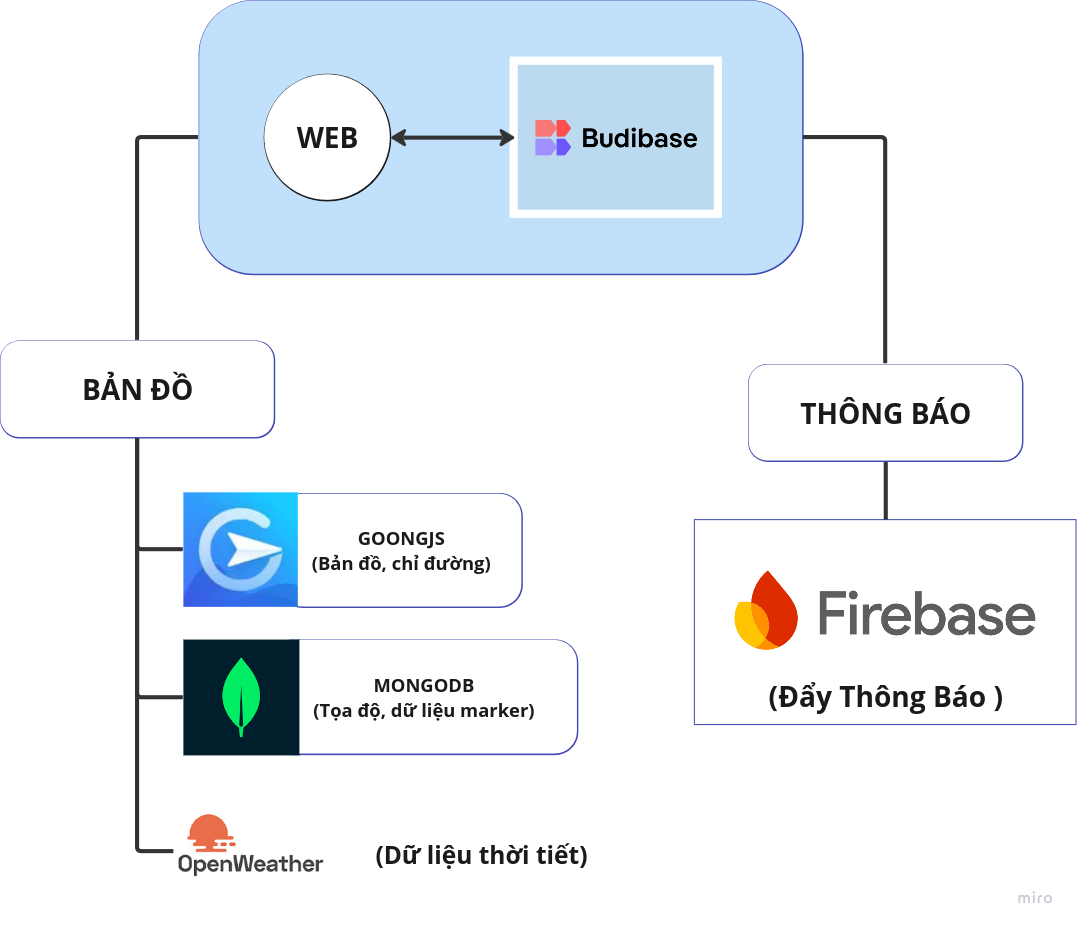 WEB
Budibase
BẢN ĐỒ
THÔNG BÁO
GOONGJS
(Bản đồ, chỉ đường)
Firebase
(Đẩy Thông Báo )
MONGODB
(Tọa độ, dữ liệu marker)
OpenWeather
(Dữ liệu thời tiết)
miro